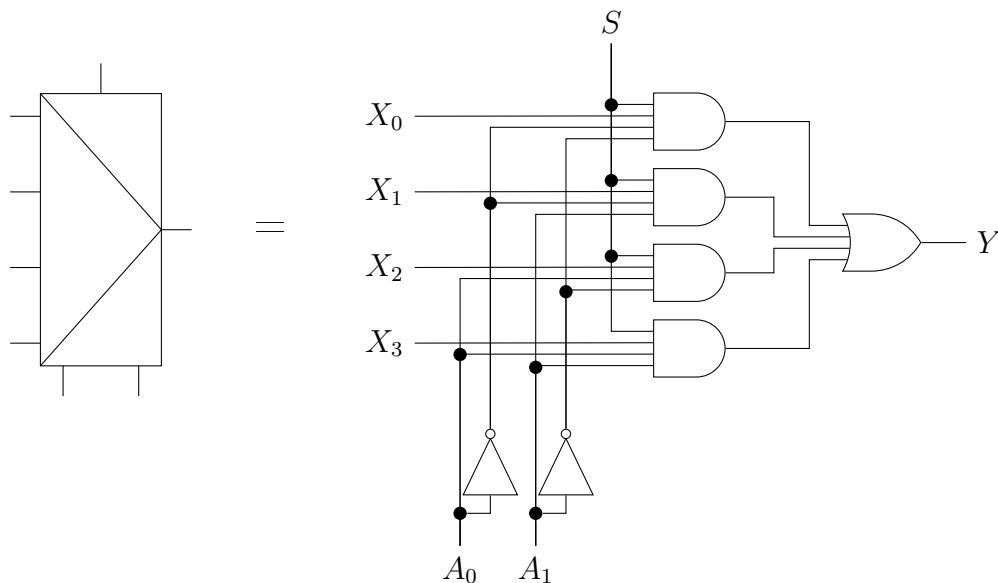 S
X₀
X₁
X₂
X₃
=
Y
A₀ A₁